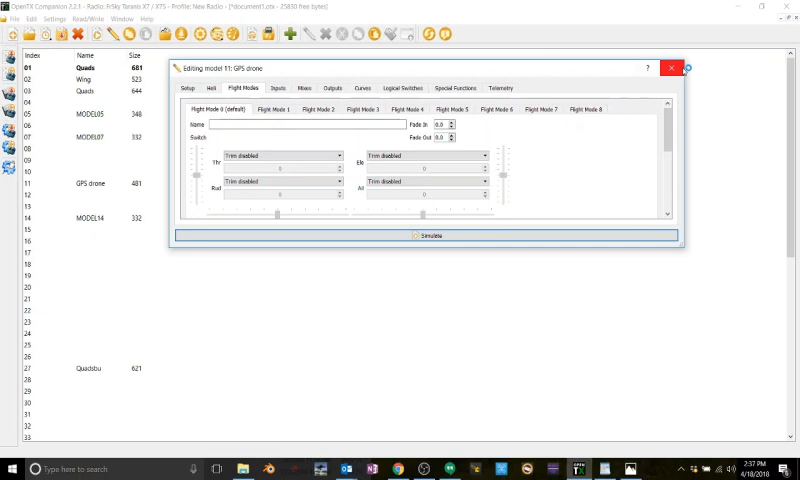 OpenTX Companion 2.2.1 - Radio: FrSky Taranis X7 / X7S - Profile: New Radio - [*document1.otx - 25830 free bytes]
File Edit Settings Read/Write Window Help
Index Name Size
01 Quads 681
02 Wing 523
03 Quads 644
04
05 MODEL05 348
06
07 MODEL07 332
08
09
10
11 GPS drone 481
12
13
14 MODEL14 332
15
16
17
18
19
20
21
22
23
24
25
26
27 Quadsbu 621
28
29
30
31
32
33
Editing model 11: GPS drone ?
Setup Heli Flight Modes Inputs Mixes Outputs Curves Logical Switches Special Functions Telemetry
Flight Mode 0 (default) Flight Mode 1 Flight Mode 2 Flight Mode 3 Flight Mode 4 Flight Mode 5 Flight Mode 6 Flight Mode 7 Flight Mode 8
Name Fade In 0.0
Switch Fade Out 0.0
Thr Trim disabled Ele Trim disabled
0 0
Rud Trim disabled Ail Trim disabled
0 0
Simulate
Type here to search
2:37 PM
4/18/2018